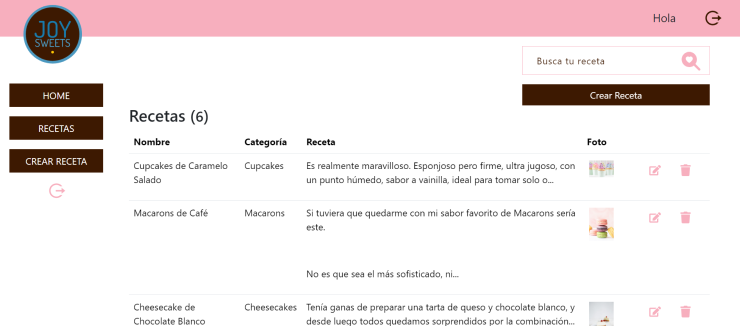 JOY
SWEETS
Hola
Busca tu receta
Crear Receta
HOME
RECETAS
CREAR RECETA
Recetas (6)
Nombre Categoría Receta Foto
Cupcakes de Caramelo Salado Cupcakes Es realmente maravilloso. Esponjoso pero firme, ultra jugoso, con
un punto húmedo, sabor a vainilla, ideal para tomar solo o...
Macarons de Café Macarons Si tuviera que quedarme con mi sabor favorito de Macarons sería
este.
No es que sea el más sofisticado, ni...
Cheesecake de Chocolate Blanco Cheesecakes Tenía ganas de preparar una tarta de queso y chocolate blanco, y
desde luego todos quedamos sorprendidos por la combinación...